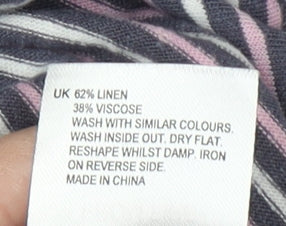 UK 62% LINEN
38% VISCOSE
WASH WITH SIMILAR COLOURS.
WASH INSIDE OUT. DRY FLAT.
RESHAPE WHILST DAMP. IRON
ON REVERSE SIDE.
MADE IN CHINA